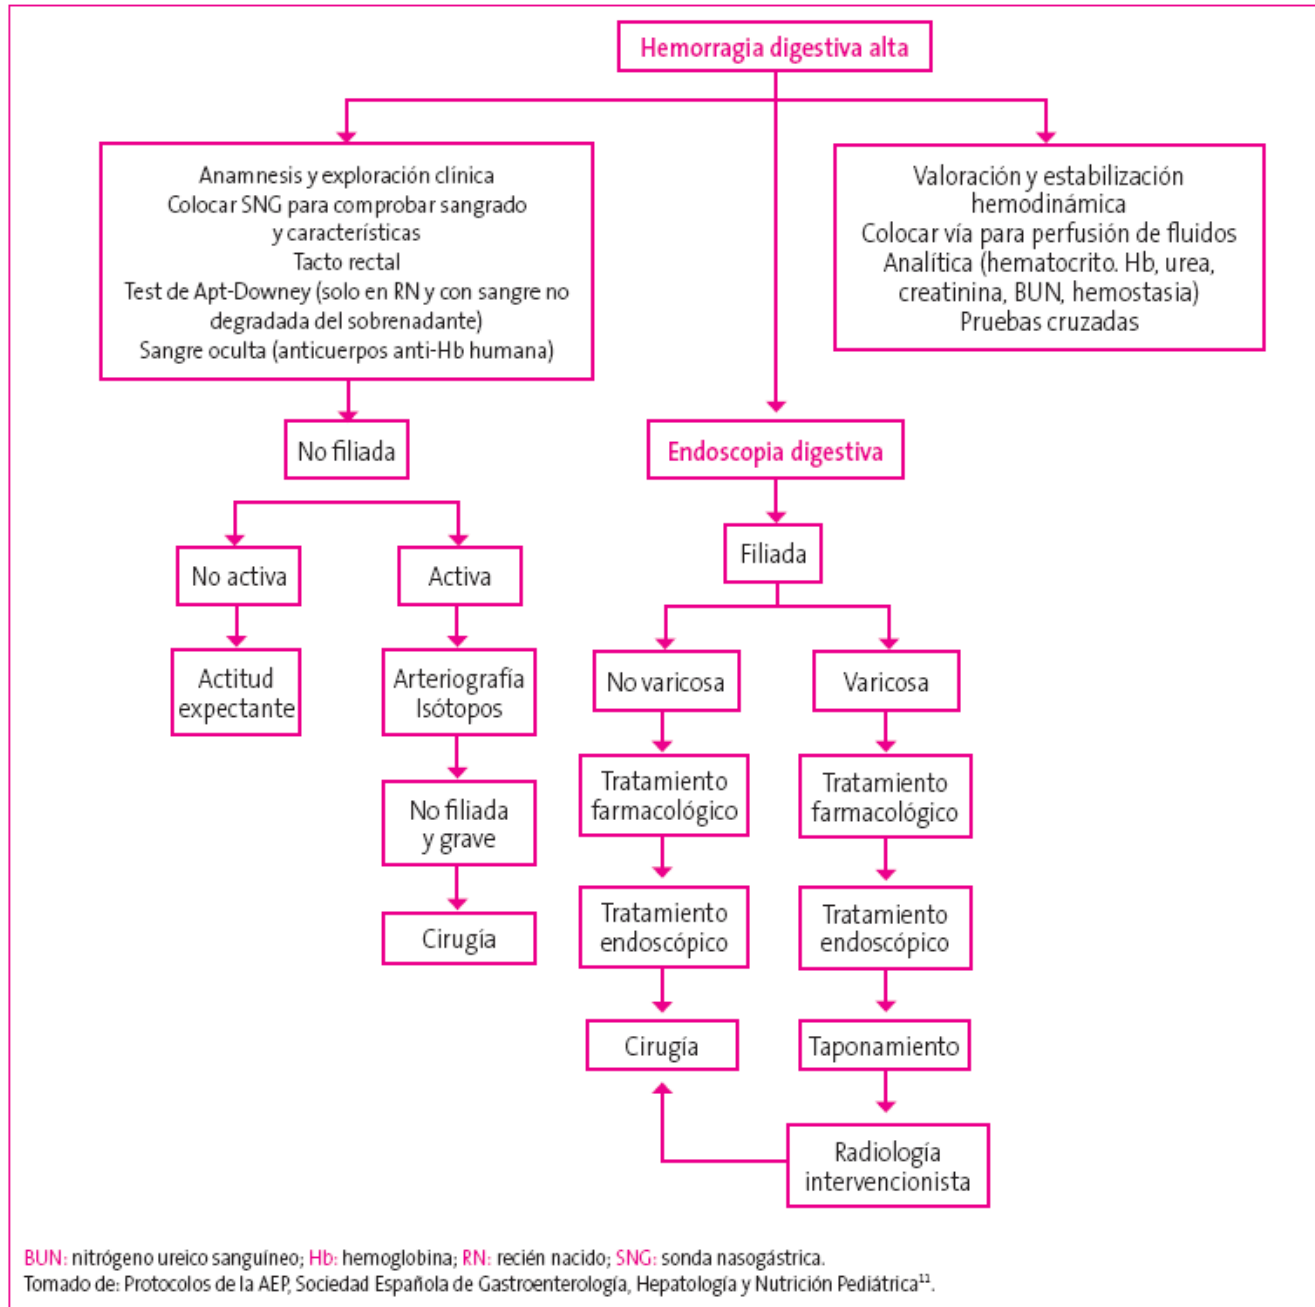 Hemorragia digestiva alta
Anamnesis y exploración clínica
Colocar SNG para comprobar sangrado
y características
Tacto rectal
Test de Apt-Downey (solo en RN y con sangre no
degradada del sobrenadante)
Sangre oculta (anticuerpos anti-Hb humana)
Valoración y estabilización
hemodinámica
Colocar vía para perfusión de fluidos
Analítica (hematocrito. Hb, urea,
creatinina, BUN, hemostasia)
Pruebas cruzadas
No filiada
Endoscopia digestiva
Filiada
No activa
Activa
Actitud
expectante
Arteriografía
Isótopos
No filiada
y grave
Cirugía
No varicosa
Varicosa
Tratamiento
farmacológico
Tratamiento
farmacológico
Tratamiento
endoscópico
Tratamiento
endoscópico
Cirugía
Taponamiento
Radiología
intervencionista
BUN: nitrógeno ureico sanguíneo; Hb: hemoglobina; RN: recién nacido; SNG: sonda nasogástrica.
Tomado de: Protocolos de la AEP, Sociedad Española de Gastroenterología, Hepatología y Nutrición Pediátrica¹¹.